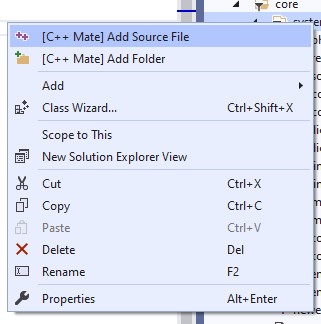 core
system
[C++ Mate] Add Source File
[C++ Mate] Add Folder
Add
Class Wizard... Ctrl+Shift+X
Scope to This
New Solution Explorer View
Cut Ctrl+X
Copy Ctrl+C
Paste Ctrl+V
Delete Del
Rename F2
Properties Alt+Enter